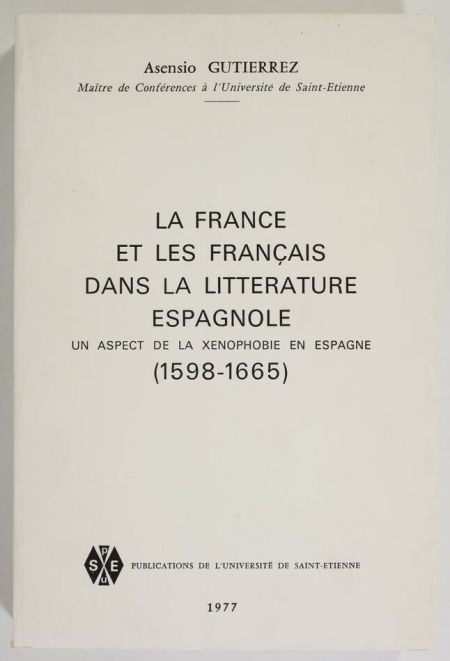 Asensio GUTIERREZ
Maître de Conférences à l'Université de Saint-Etienne
LA FRANCE
ET LES FRANÇAIS
DANS LA LITTERATURE
ESPAGNOLE
UN ASPECT DE LA XENOPHOBIE EN ESPAGNE
(1598-1665)
p
S E
u
PUBLICATIONS DE L'UNIVERSITÉ DE SAINT-ETIENNE
1977